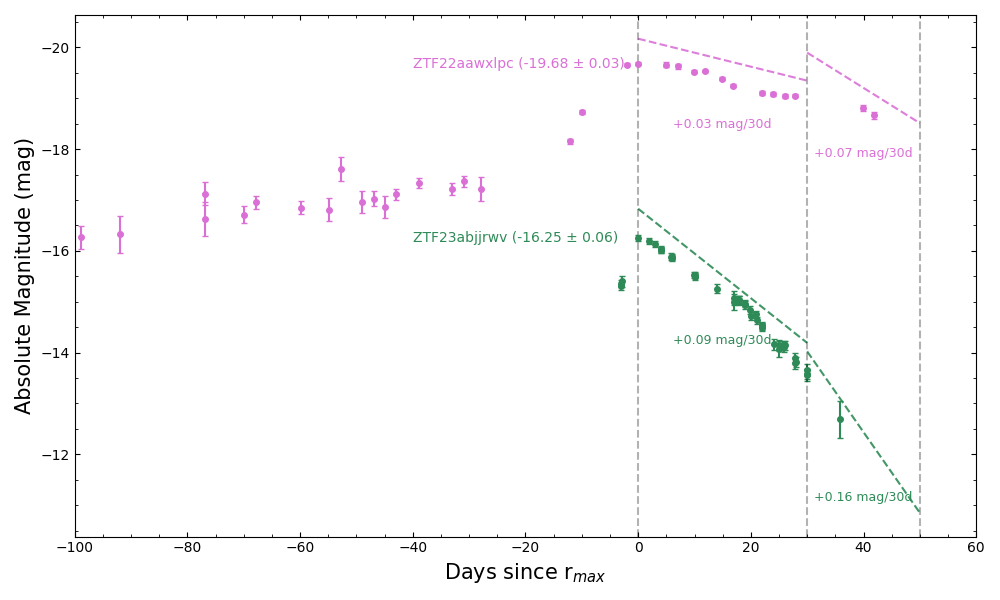 −20
−18
−16
−14
−12
−100
−80
−60
−40
−20
0
20
40
60
Absolute Magnitude (mag)
Days since r_max
ZTF22aawxlpc (-19.68 ± 0.03)
+0.03 mag/30d
+0.07 mag/30d
ZTF23abjjrwv (-16.25 ± 0.06)
+0.09 mag/30d
+0.16 mag/30d